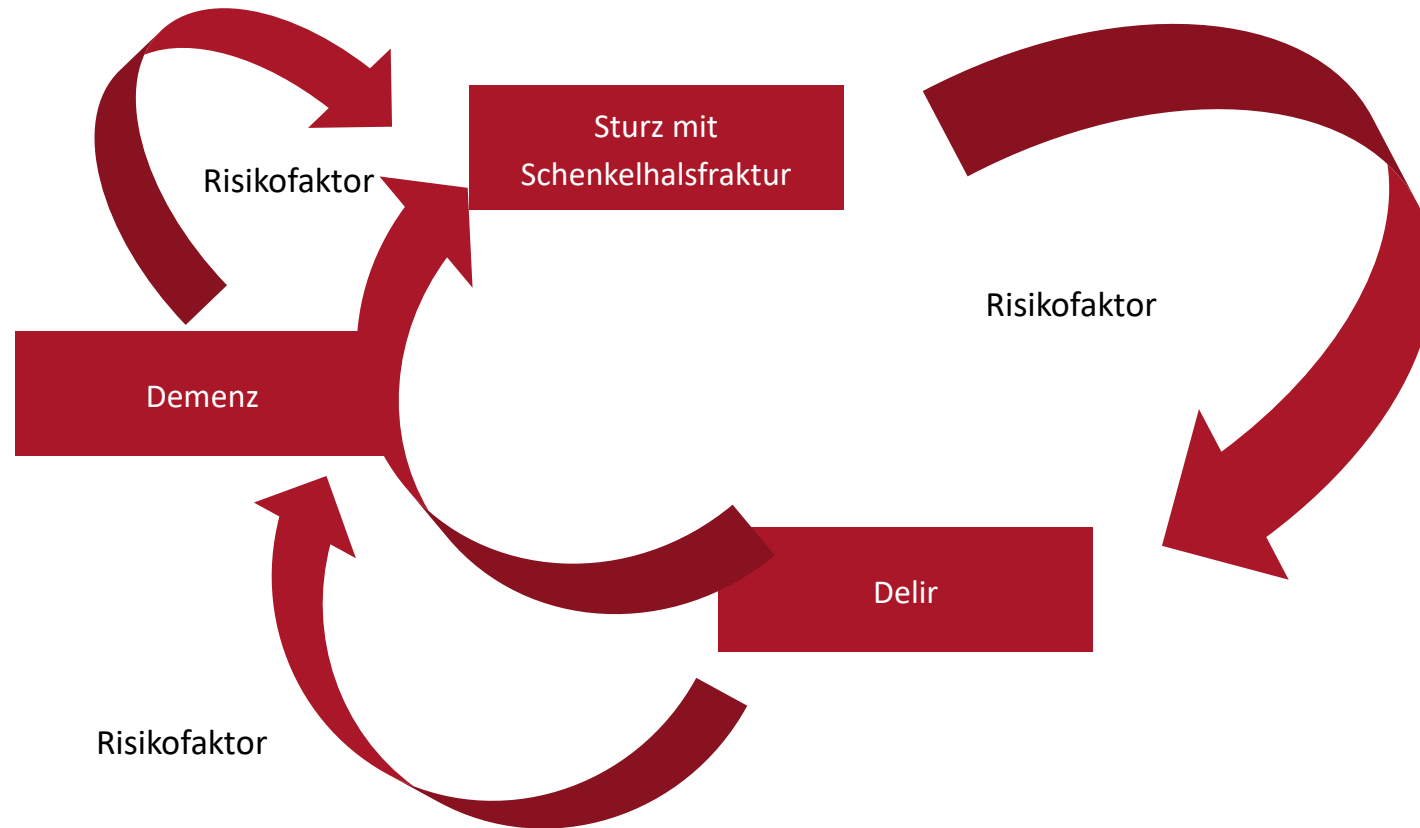 Sturz mit
Schenkelhalsfraktur
Risikofaktor
Risikofaktor
Demenz
Delir
Risikofaktor